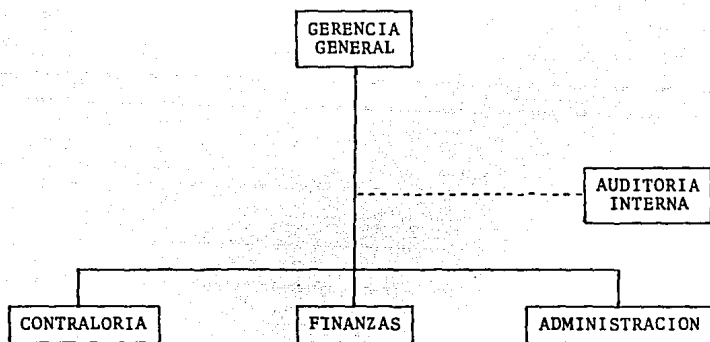 GERENCIA
GENERAL
AUDITORIA
INTERNA
CONTRALORIA
FINANZAS
ADMINISTRACION